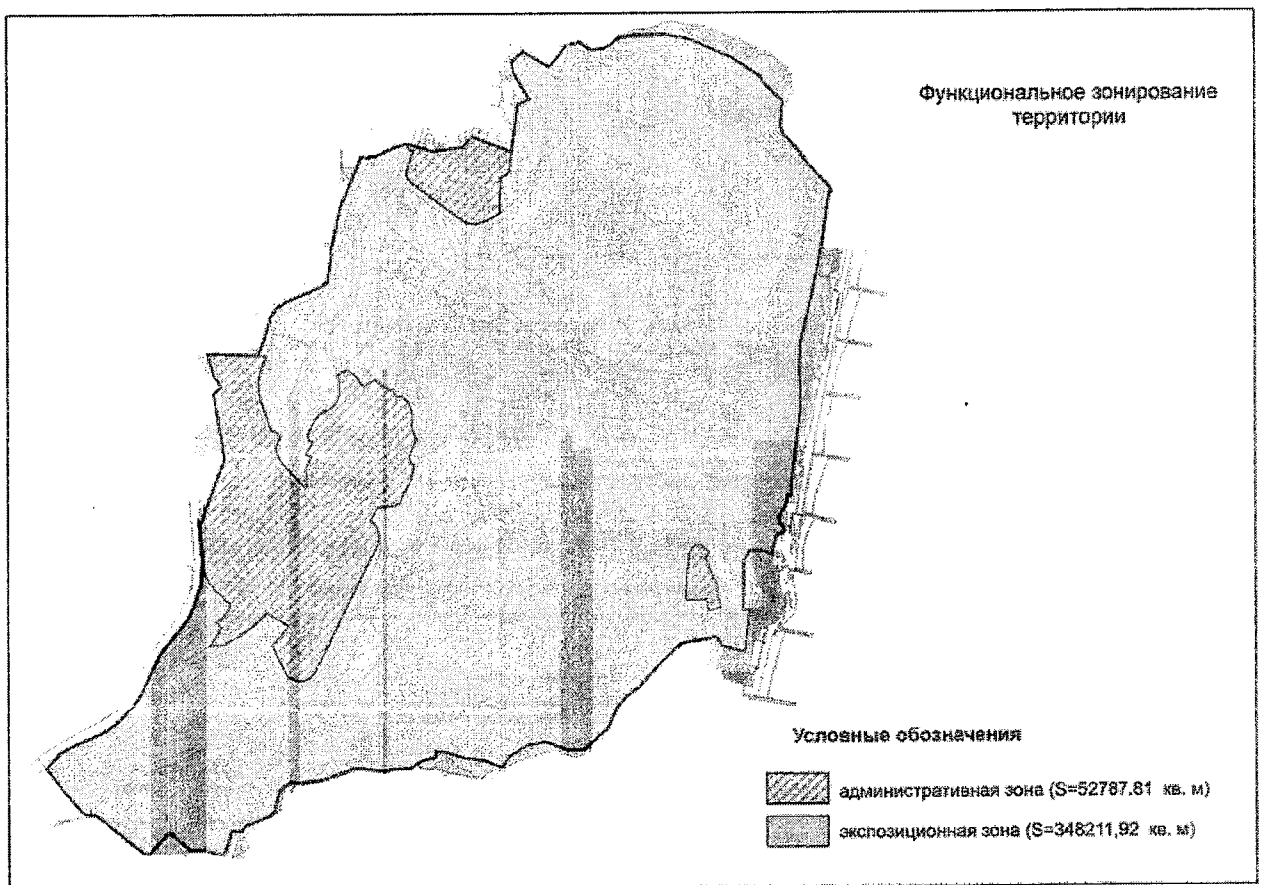 Функциональное зонирование
территории
Условные обозначения
административная зона (S=52787.81 кв. м)
экспозиционная зона (S=348211,92 кв. м)